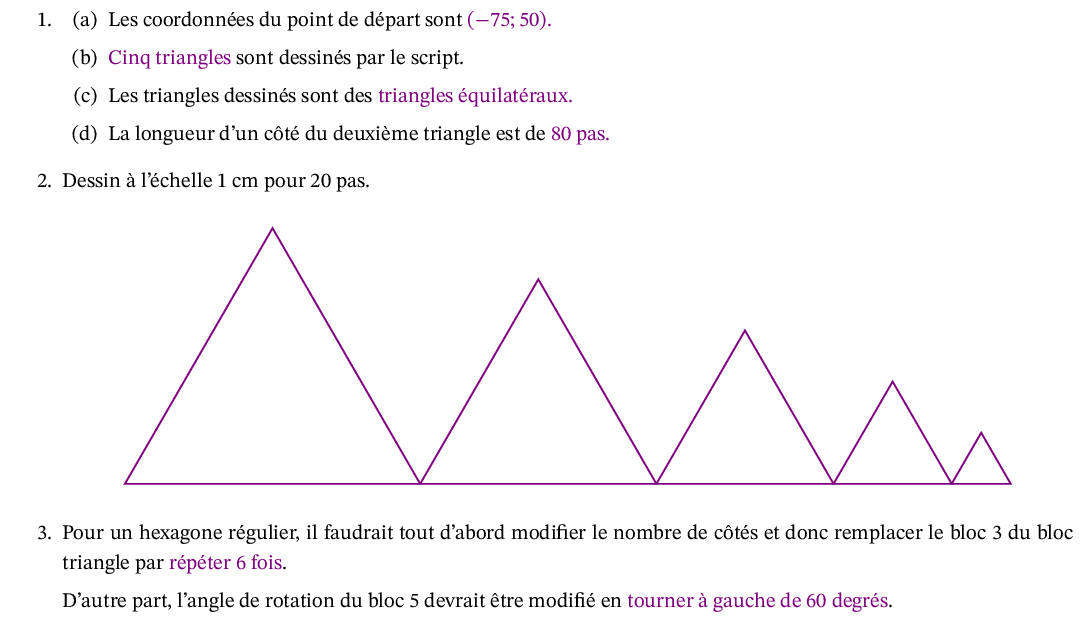 1. (a) Les coordonnées du point de départ sont (−75; 50).
(b) Cinq triangles sont dessinés par le script.
(c) Les triangles dessinés sont des triangles équilatéraux.
(d) La longueur d’un côté du deuxième triangle est de 80 pas.
2. Dessin à l’échelle 1 cm pour 20 pas.
3. Pour un hexagone régulier, il faudrait tout d’abord modifier le nombre de côtés et donc remplacer le bloc 3 du bloc
triangle par répéter 6 fois.
D’autre part, l’angle de rotation du bloc 5 devrait être modifié en tourner à gauche de 60 degrés.